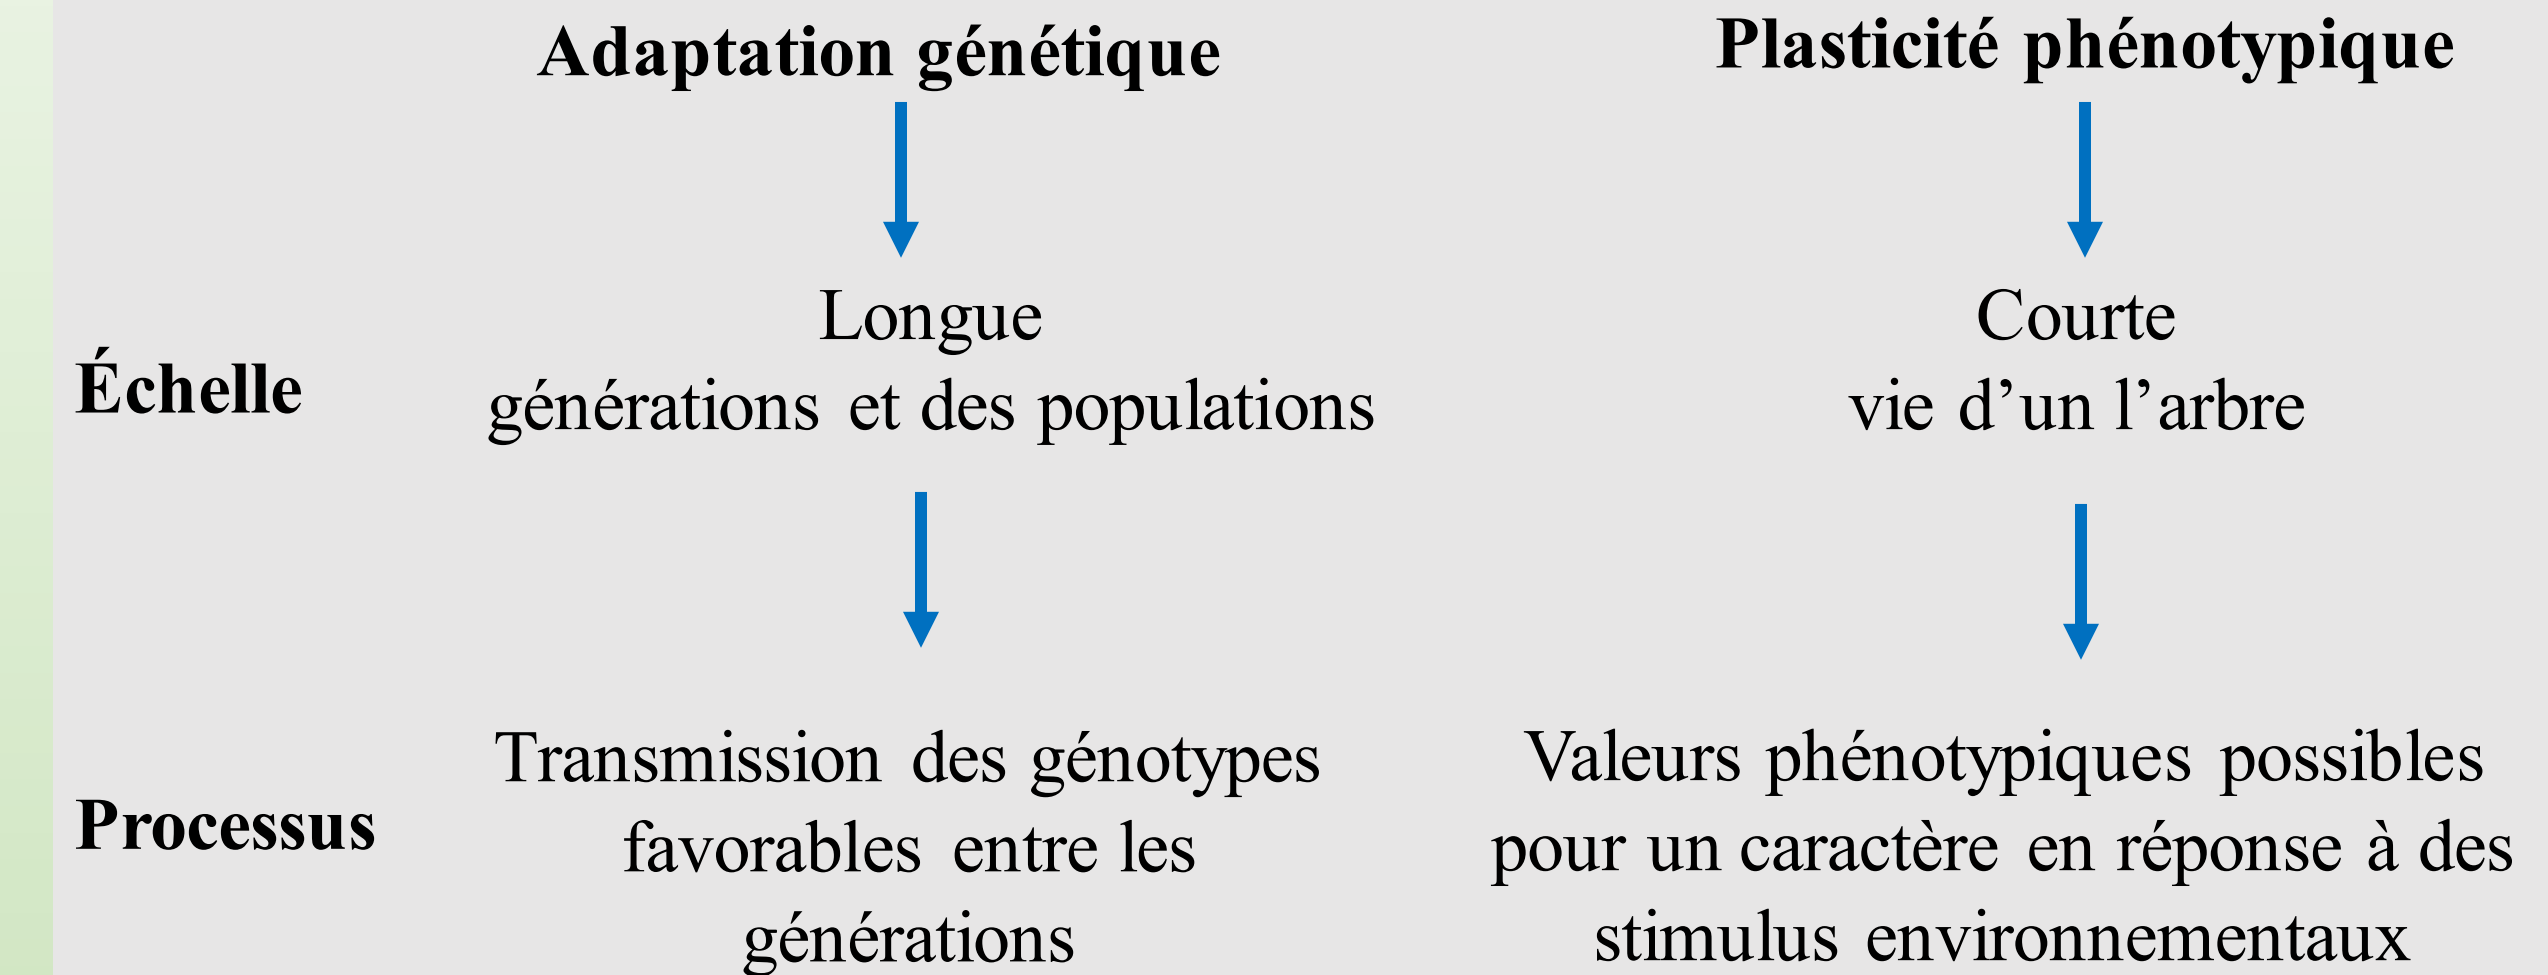 Adaptation génétique
Plasticité phénotypique
Échelle
Longue
générations et des populations
Courte
vie d’un l’arbre
Processus
Transmission des génotypes
favorables entre les
générations
Valeurs phénotypiques possibles
pour un caractère en réponse à des
stimulus environnementaux